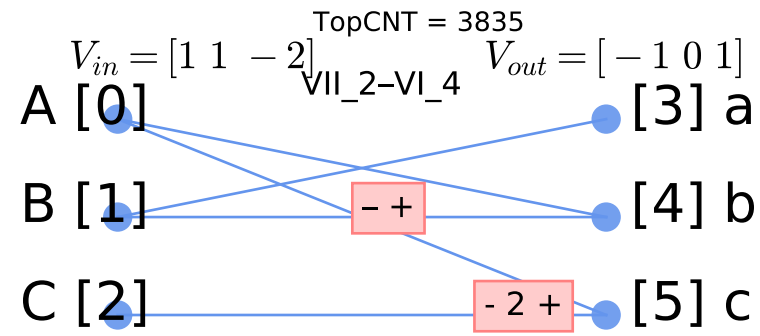 TopCNT = 3835
V_in = [1 1 − 2] V_out = [− 1 0 1]
VII_2−VI_4
A [0] [3] a
B [1] – + [4] b
C [2] - 2 + [5] c